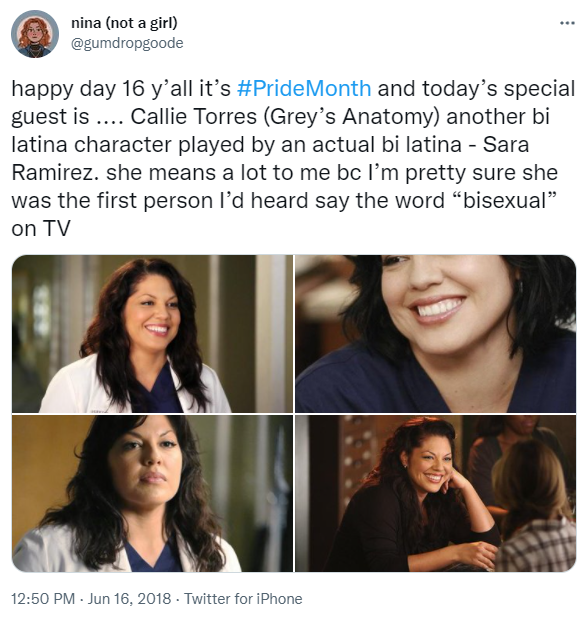 nina (not a girl)
@gumdropgoode
happy day 16 y’all it’s #PrideMonth and today’s special
guest is .... Callie Torres (Grey’s Anatomy) another bi
latina character played by an actual bi latina - Sara
Ramirez. she means a lot to me bc I’m pretty sure she
was the first person I’d heard say the word “bisexual”
on TV
12:50 PM · Jun 16, 2018 · Twitter for iPhone